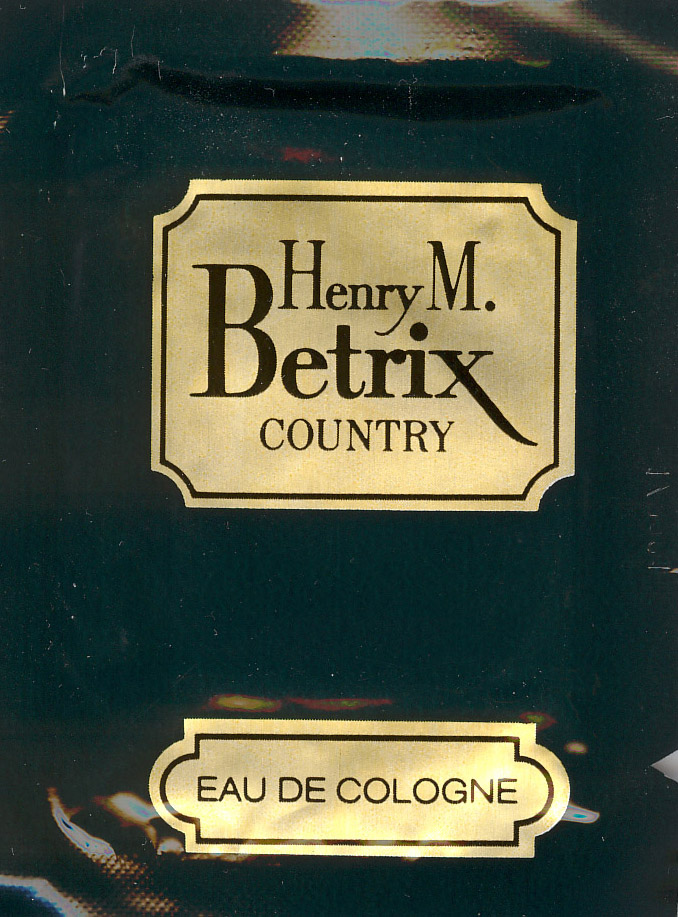 Henry M.
Betrix
COUNTRY
EAU DE COLOGNE